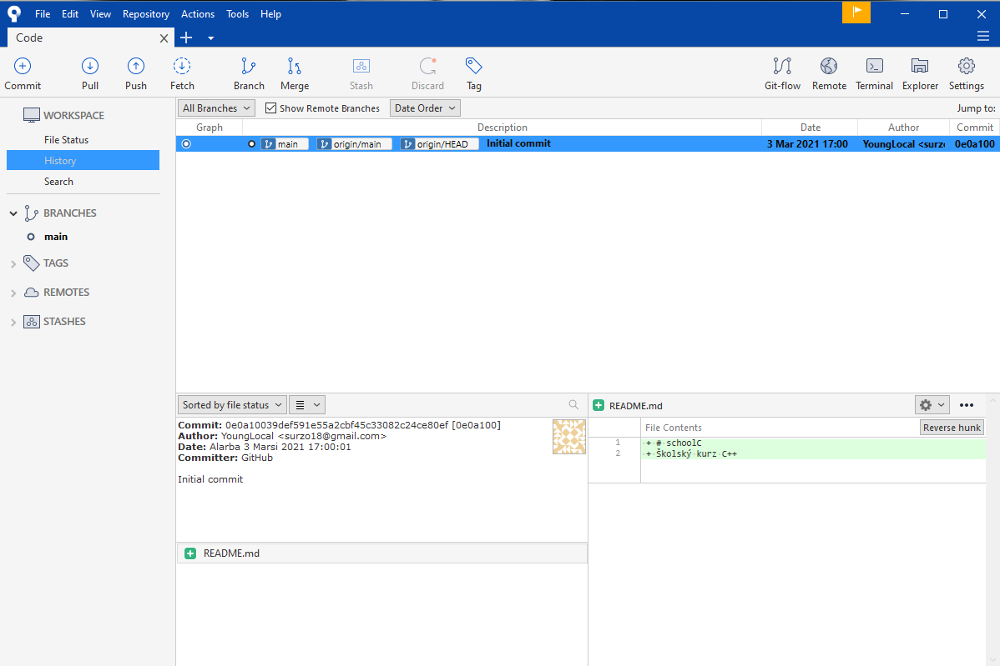 File Edit View Repository Actions Tools Help
Code
Commit Pull Push Fetch Branch Merge Stash Discard Tag Git-flow Remote Terminal Explorer Settings
WORKSPACE
File Status
History
Search
BRANCHES
main
TAGS
REMOTES
STASHES
All Branches Show Remote Branches Date Order Jump to:
Graph Description Date Author Commit
main origin/main origin/HEAD Initial commit 3 Mar 2021 17:00 YoungLocal <surzo 0e0a100
Sorted by file status
Commit: 0e0a10039def591e55a2cbf45c33082c24ce80ef [0e0a100]
Author: YoungLocal <surzo18@gmail.com>
Date: Alarba 3 Marsi 2021 17:00:01
Committer: GitHub
Initial commit
README.md
README.md
File Contents Reverse hunk
1 + # schoolC
2 + Školský kurz C++